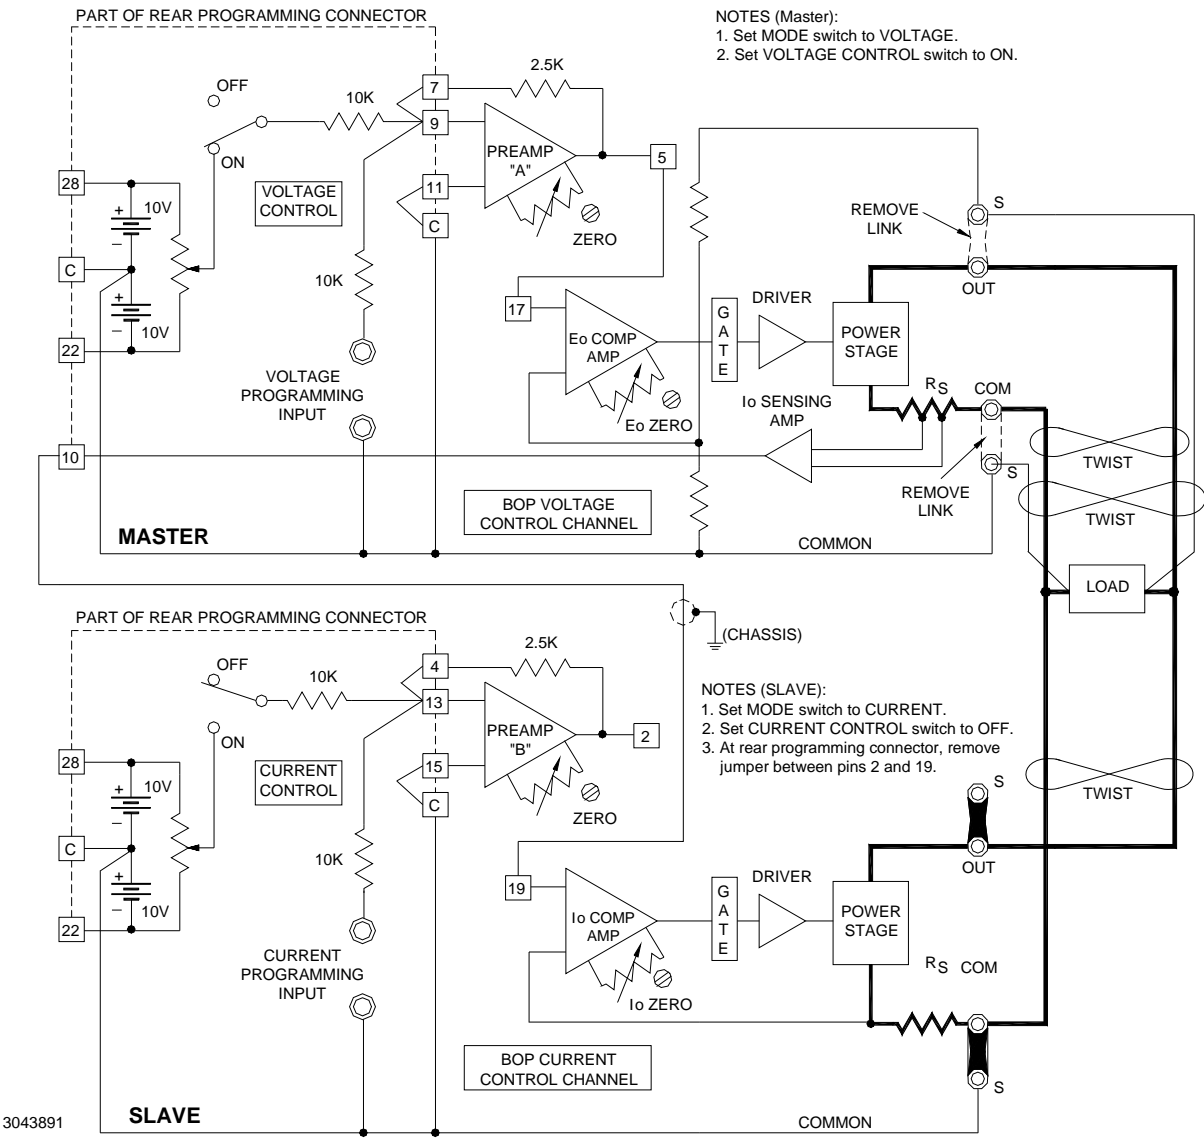 PART OF REAR PROGRAMMING CONNECTOR
NOTES (Master):
1. Set MODE switch to VOLTAGE.
2. Set VOLTAGE CONTROL switch to ON.
7
2.5K
OFF
10K
9
PREAMP
"A"
5
ON
28
10V
+
–
VOLTAGE
CONTROL
11
C
ZERO
S
REMOVE
LINK
OUT
C
10K
+
–
10V
22
17
Eo COMP
AMP
GATE
DRIVER
POWER
STAGE
VOLTAGE
PROGRAMMING
INPUT
RS
COM
Io SENSING
AMP
Eo ZERO
10
TWIST
S
REMOVE
LINK
TWIST
BOP VOLTAGE
CONTROL CHANNEL
MASTER
COMMON
LOAD
PART OF REAR PROGRAMMING CONNECTOR
(CHASSIS)
4
2.5K
OFF
10K
13
PREAMP
"B"
2
ON
NOTES (SLAVE):
1. Set MODE switch to CURRENT.
2. Set CURRENT CONTROL switch to OFF.
3. At rear programming connector, remove
jumper between pins 2 and 19.
28
10V
+
–
CURRENT
CONTROL
15
C
ZERO
S
TWIST
OUT
C
10K
+
–
10V
22
19
Io COMP
AMP
GATE
DRIVER
POWER
STAGE
CURRENT
PROGRAMMING
INPUT
RS
COM
Io ZERO
BOP CURRENT
CONTROL CHANNEL
S
3043891
SLAVE
COMMON